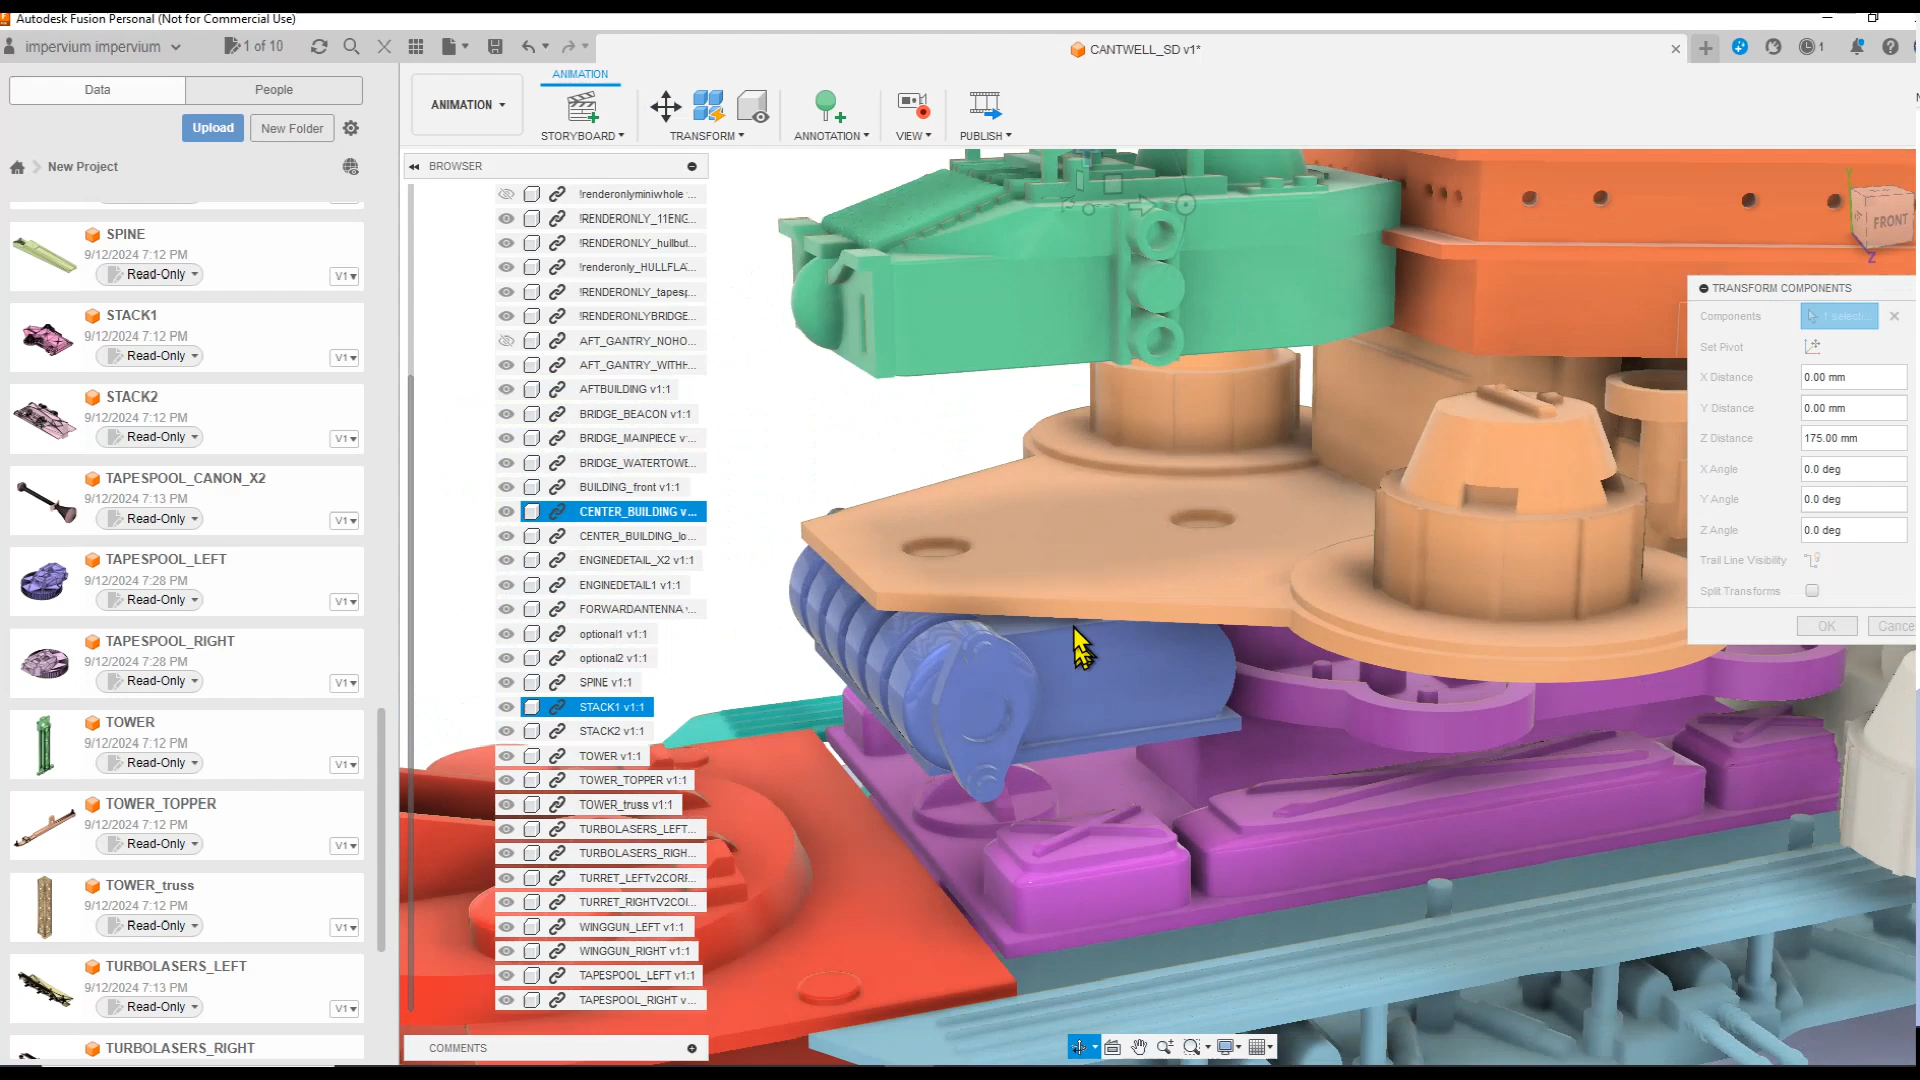 Autodesk Fusion Personal (Not for Commercial Use)
impervium impervium
1 of 10
CANTWELL_SD v1*
1
Data
People
Upload
New Folder
New Project
SPINE
9/12/2024 7:12 PM
Read-Only
V1
STACK1
9/12/2024 7:12 PM
Read-Only
V1
STACK2
9/12/2024 7:12 PM
Read-Only
V1
TAPESPOOL_CANON_X2
9/12/2024 7:13 PM
Read-Only
V1
TAPESPOOL_LEFT
9/12/2024 7:28 PM
Read-Only
V1
TAPESPOOL_RIGHT
9/12/2024 7:28 PM
Read-Only
V1
TOWER
9/12/2024 7:12 PM
Read-Only
V1
TOWER_TOPPER
9/12/2024 7:12 PM
Read-Only
V1
TOWER_truss
9/12/2024 7:12 PM
Read-Only
V1
TURBOLASERS_LEFT
9/12/2024 7:13 PM
Read-Only
V1
TURBOLASERS_RIGHT
ANIMATION
ANIMATION
STORYBOARD
TRANSFORM
ANNOTATION
VIEW
PUBLISH
BROWSER
!renderonlyminiwhole ...
!RENDERONLY_11ENG...
!RENDERONLY_hullbut...
!renderonly_HULLFLA...
!RENDERONLY_tapesp...
!RENDERONLYBRIDGE...
AFT_GANTRY_NOHO...
AFT_GANTRY_WITHH...
AFTBUILDING v1:1
BRIDGE_BEACON v1:1
BRIDGE_MAINPIECE v...
BRIDGE_WATERTOWE...
BUILDING_front v1:1
CENTER_BUILDING v...
CENTER_BUILDING_lo...
ENGINEDETAIL_X2 v1:1
ENGINEDETAIL1 v1:1
FORWARDANTENNA v...
optional1 v1:1
optional2 v1:1
SPINE v1:1
STACK1 v1:1
STACK2 v1:1
TOWER v1:1
TOWER_TOPPER v1:1
TOWER_truss v1:1
TURBOLASERS_LEFT...
TURBOLASERS_RIGH...
TURRET_LEFTv2CORF...
TURRET_RIGHTV2COI...
WINGGUN_LEFT v1:1
WINGGUN_RIGHT v1:1
TAPESPOOL_LEFT v1:1
TAPESPOOL_RIGHT v...
COMMENTS
Y
FRONT
Z
TRANSFORM COMPONENTS
Components
1 select...
Set Pivot
X Distance
0.00 mm
Y Distance
0.00 mm
Z Distance
175.00 mm
X Angle
0.0 deg
Y Angle
0.0 deg
Z Angle
0.0 deg
Trail Line Visibility
Split Transforms
OK
Cance